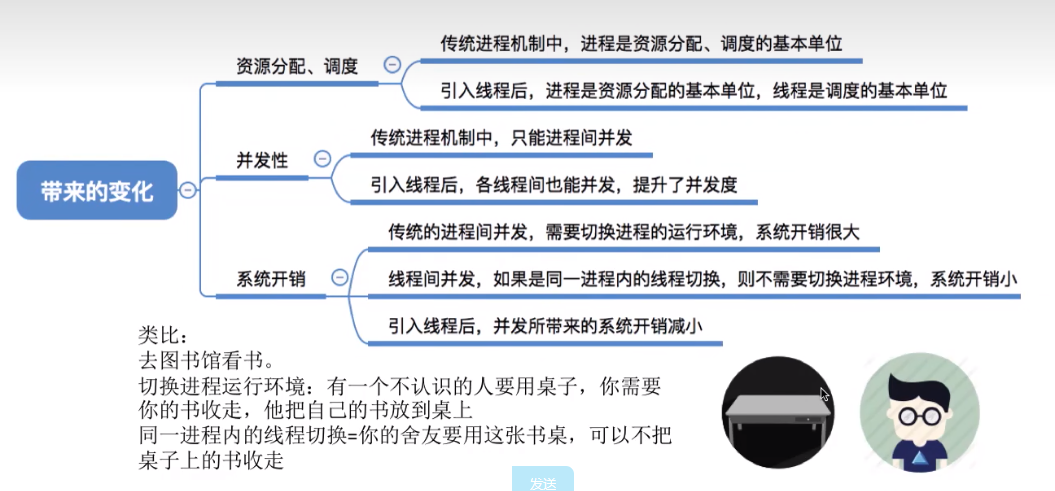 传统进程机制中，进程是资源分配、调度的基本单位
资源分配、调度
引入线程后，进程是资源分配的基本单位，线程是调度的基本单位
传统进程机制中，只能进程间并发
并发性
引入线程后，各线程间也能并发，提升了并发度
带来的变化
传统的进程间并发，需要切换进程的运行环境，系统开销很大
系统开销
线程间并发，如果是同一进程内的线程切换，则不需要切换进程环境，系统开销小
引入线程后，并发所带来的系统开销减小
类比：
去图书馆看书。
切换进程运行环境：有一个不认识的人要用桌子，你需要
你的书收走，他把自己的书放到桌上
同一进程内的线程切换=你的舍友要用这张书桌，可以不把
桌子上的书收走
发送